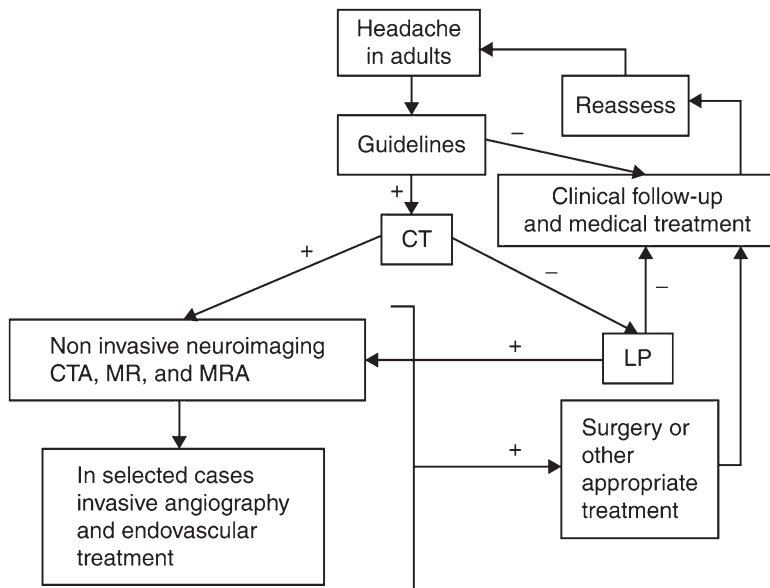 Headache
in adults
Reassess
Guidelines
–
+
Clinical follow-up
and medical treatment
CT
+
–
–
Non invasive neuroimaging
CTA, MR, and MRA
+
LP
In selected cases
invasive angiography
and endovascular
treatment
+
Surgery or
other
appropriate
treatment